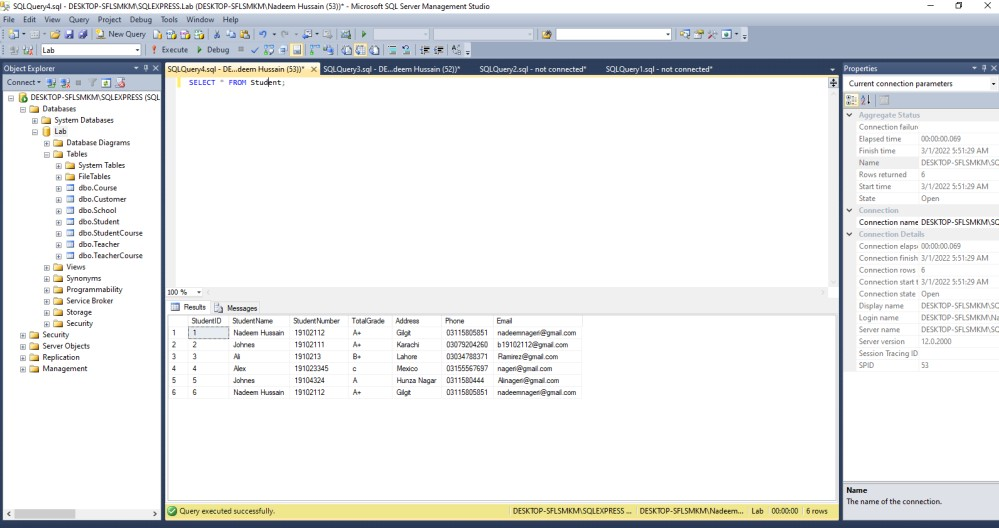 SQLQuery4.sql - DESKTOP-SFLSMKM\SQLEXPRESS.Lab (DESKTOP-SFLSMKM\Nadeem Hussain (53))* - Microsoft SQL Server Management Studio
File Edit View Query Project Debug Tools Window Help
New Query
Lab Execute Debug
Object Explorer
Connect
DESKTOP-SFLSMKM\SQLEXPRESS (SQL
Databases
System Databases
Lab
Database Diagrams
Tables
System Tables
FileTables
dbo.Course
dbo.Customer
dbo.School
dbo.Student
dbo.StudentCourse
dbo.Teacher
dbo.TeacherCourse
Views
Synonyms
Programmability
Service Broker
Storage
Security
Security
Server Objects
Replication
Management
SQLQuery4.sql - DE...deem Hussain (53))* SQLQuery3.sql - DE...deem Hussain (52))* SQLQuery2.sql - not connected* SQLQuery1.sql - not connected*
SELECT * FROM Student;
100 %
Results Messages
StudentID StudentName StudentNumber TotalGrade Address Phone Email
1 1 Nadeem Hussain 19102112 A+ Gilgit 03115805851 nadeemnageri@gmail.com
2 2 Johnes 19102111 A+ Karachi 03079204260 b19102112@gmail.com
3 3 Ali 1910213 B+ Lahore 03034788371 Ramirez@gmail.com
4 4 Alex 191023345 c Mexico 03155567697 nageri@gmail.com
5 5 Johnes 19104324 A Hunza Nagar 0311580444 Alinageri@gmail.com
6 6 Nadeem Hussain 19102112 A+ Gilgit 03115805851 nadeemnageri@gmail.com
Query executed successfully. DESKTOP-SFLSMKM\SQLEXPRESS ... DESKTOP-SFLSMKM\Nadeem... Lab 00:00:00 6 rows
Properties
Current connection parameters
Aggregate Status
Connection failure
Elapsed time 00:00:00.069
Finish time 3/1/2022 5:51:29 AM
Name DESKTOP-SFLSMKM\SQ
Rows returned 6
Start time 3/1/2022 5:51:29 AM
State Open
Connection
Connection name DESKTOP-SFLSMKM\SQ
Connection Details
Connection elaps 00:00:00.069
Connection finish 3/1/2022 5:51:29 AM
Connection rows 6
Connection start t 3/1/2022 5:51:29 AM
Connection state Open
Display name DESKTOP-SFLSMKM\SQ
Login name DESKTOP-SFLSMKM\Na
Server name DESKTOP-SFLSMKM\SQ
Server version 12.0.2000
Session Tracing ID
SPID 53
Name
The name of the connection.